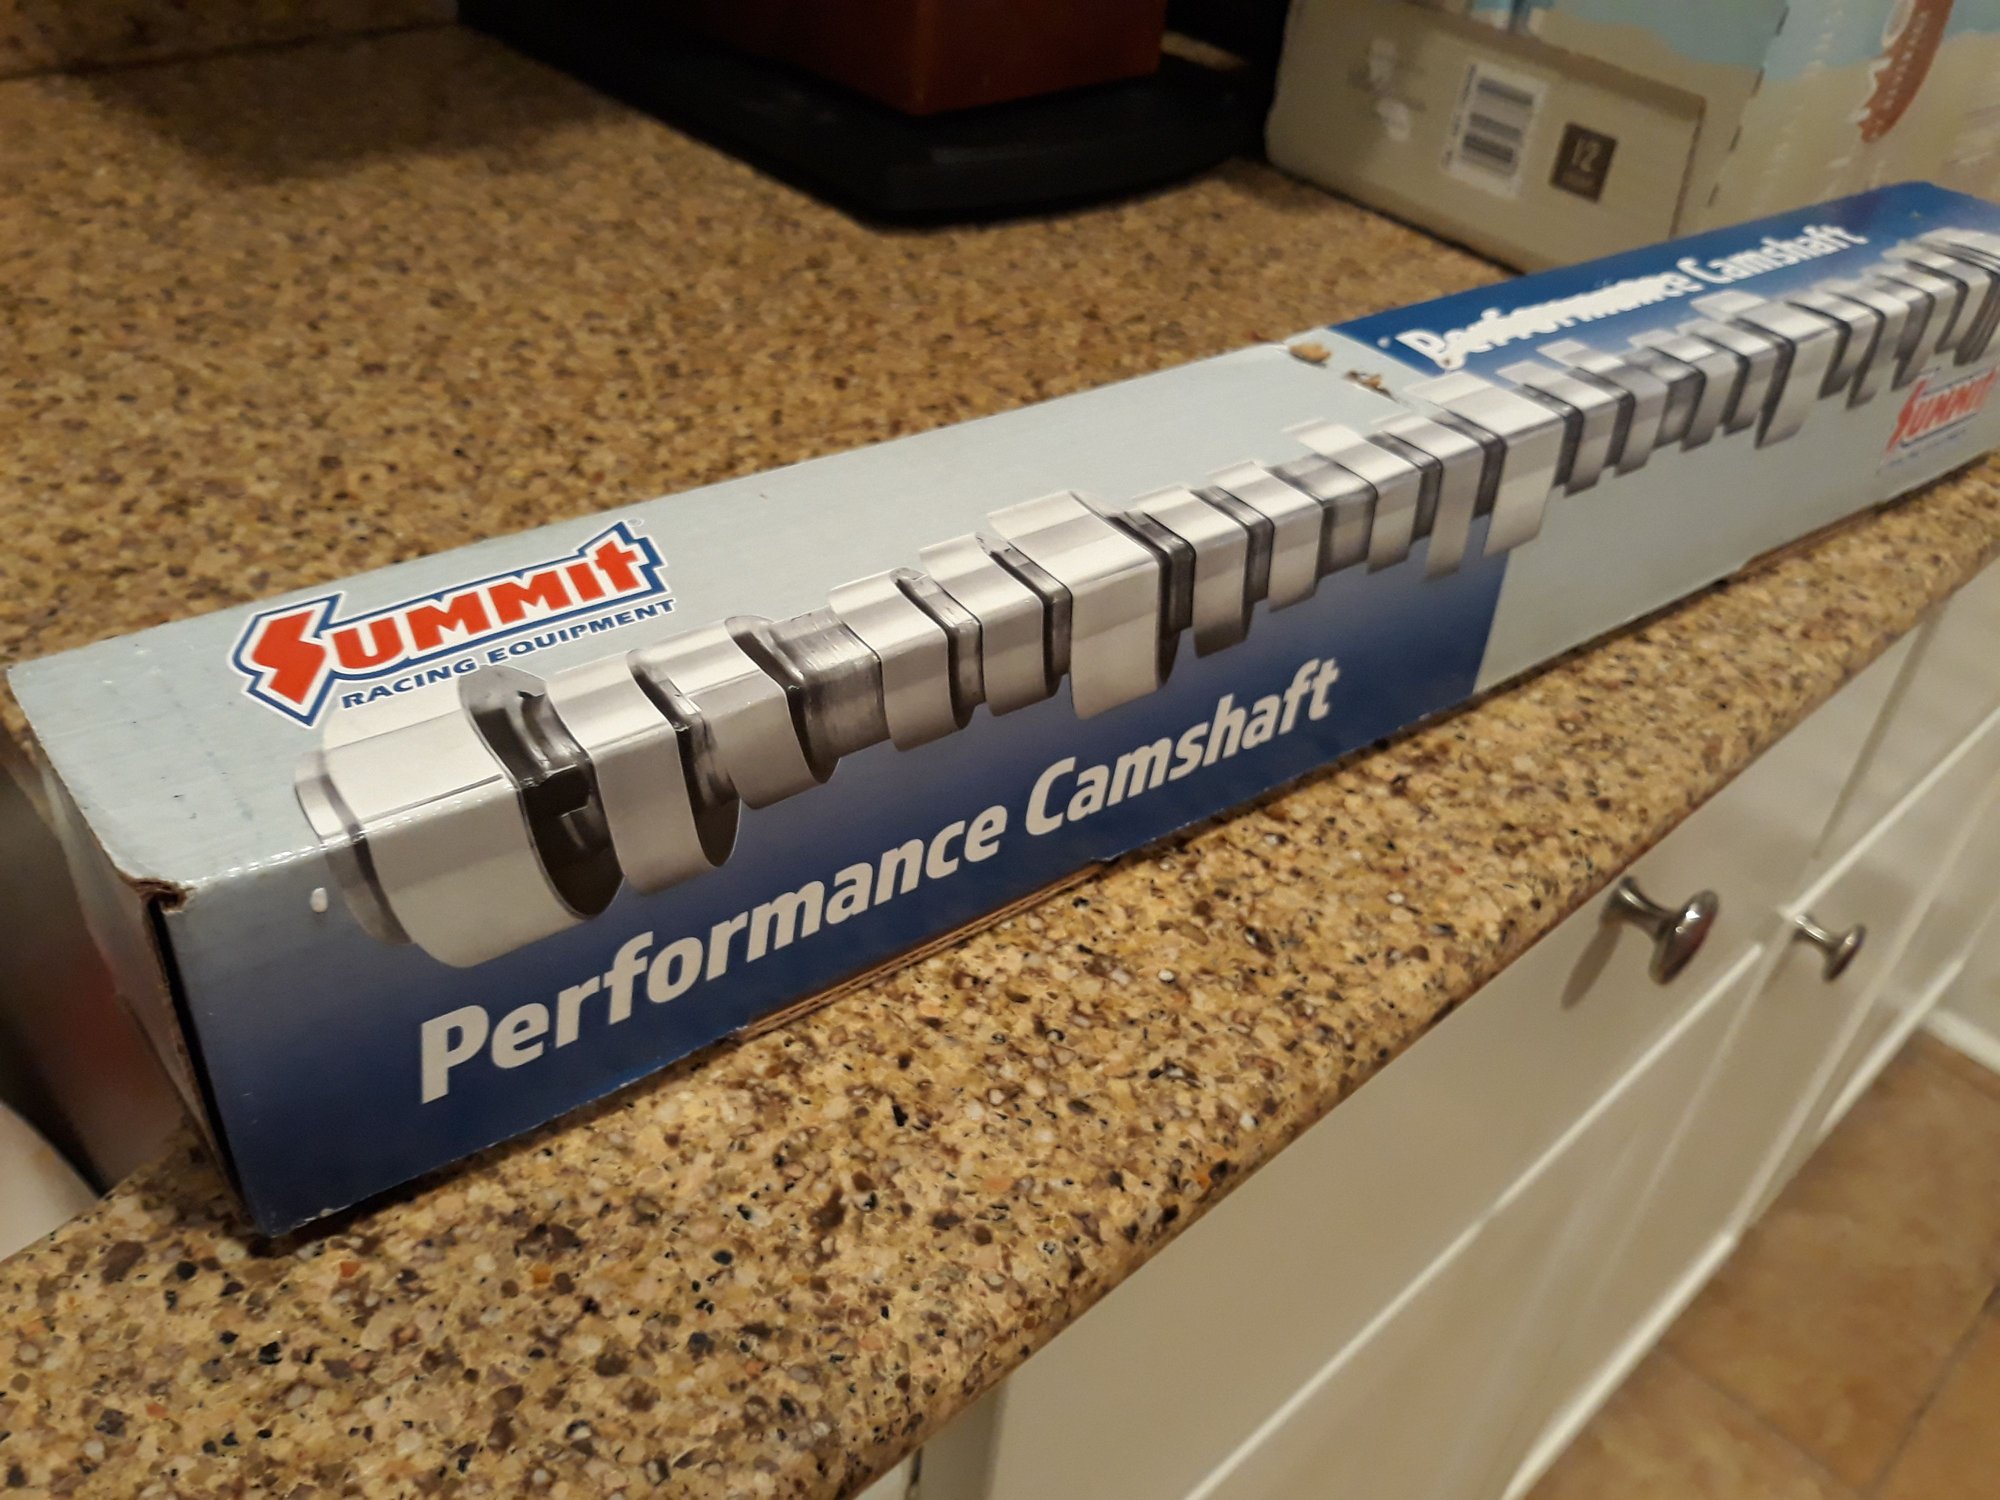 12
Performance Camshaft
SUMMIT
SUMMIT
RACING EQUIPMENT
Performance Camshaft